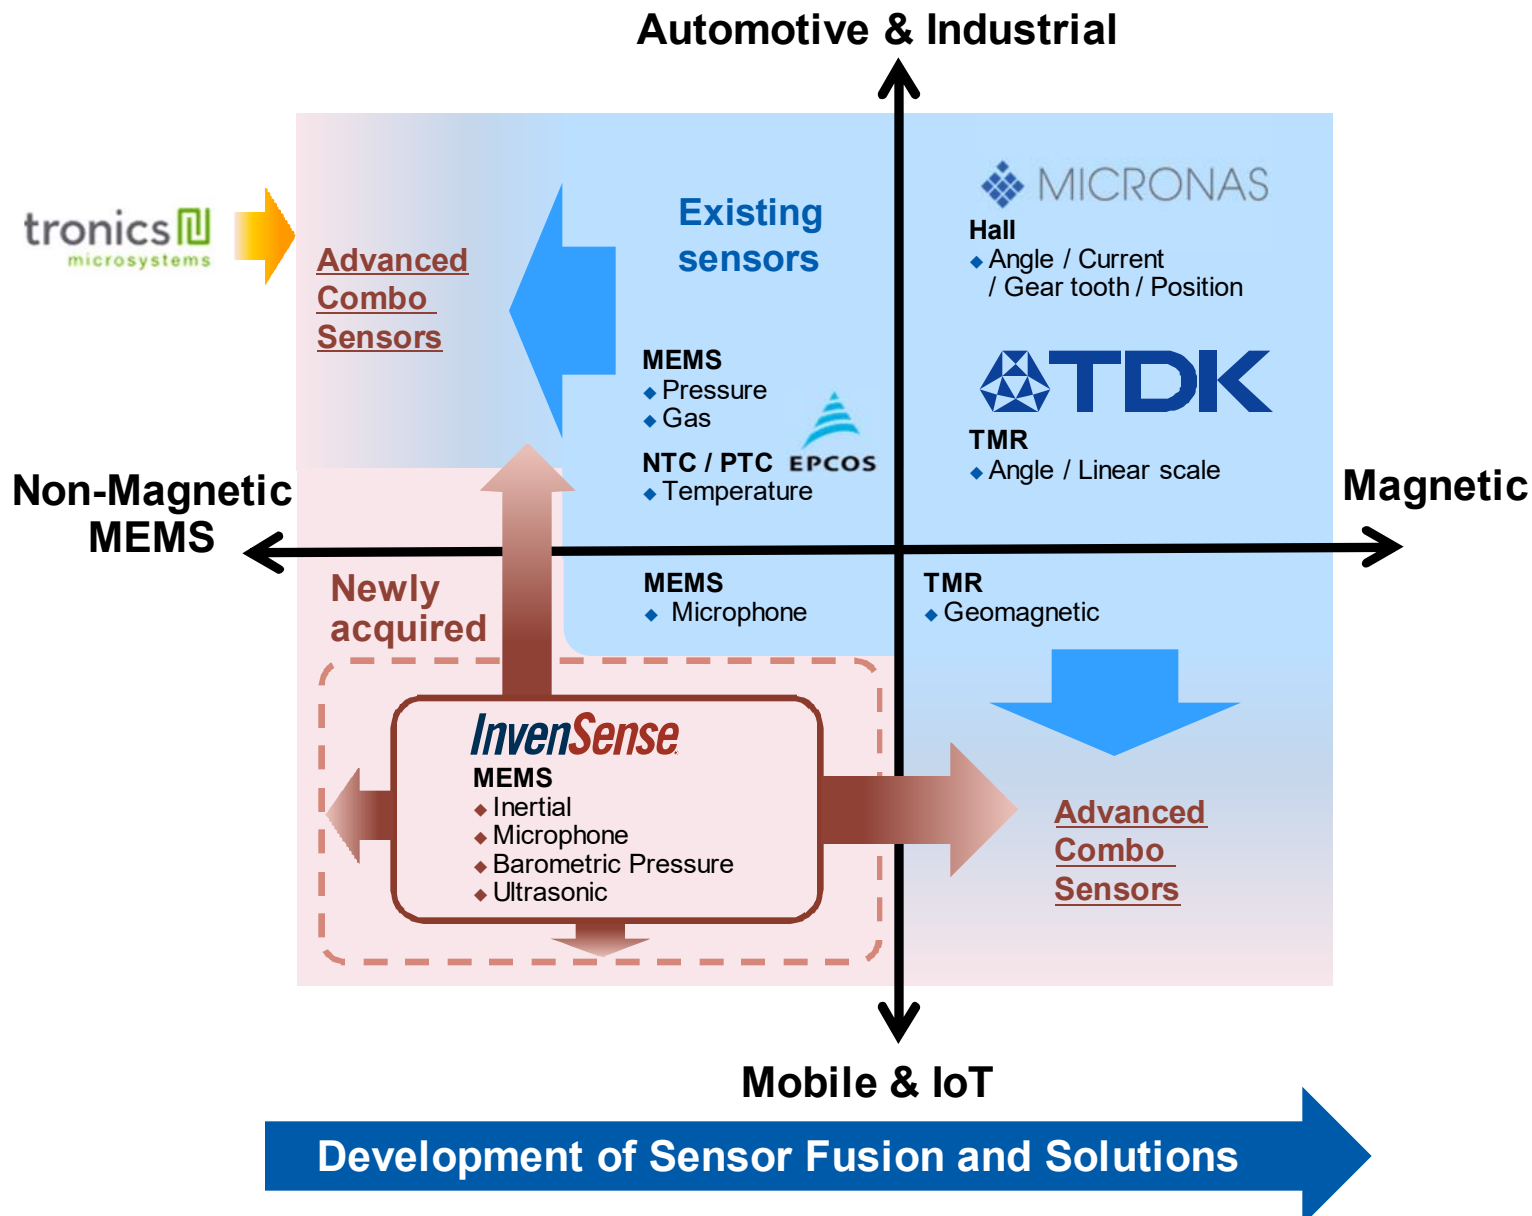 Automotive & Industrial
tronics
microsystems
Advanced
Combo
Sensors
Existing
sensors
MEMS
◆ Pressure
◆ Gas
NTC / PTC
◆ Temperature
EPCOS
MICRONAS
Hall
◆ Angle / Current
/ Gear tooth / Position
TDK
TMR
◆ Angle / Linear scale
Non-Magnetic
MEMS
Magnetic
Newly
acquired
MEMS
◆ Microphone
TMR
◆ Geomagnetic
InvenSense
MEMS
◆ Inertial
◆ Microphone
◆ Barometric Pressure
◆ Ultrasonic
Advanced
Combo
Sensors
Mobile & IoT
Development of Sensor Fusion and Solutions